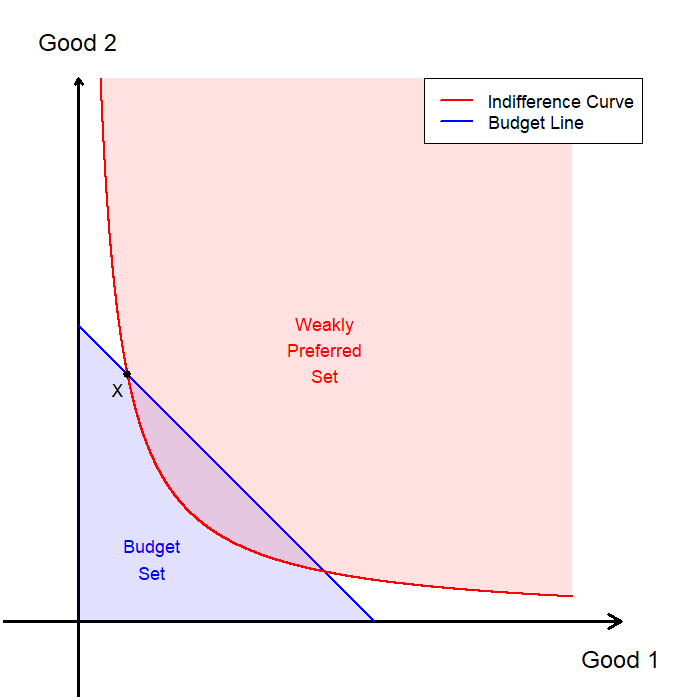 Good 2
Indifference Curve
Budget Line
Weakly
Preferred
Set
X
Budget
Set
Good 1